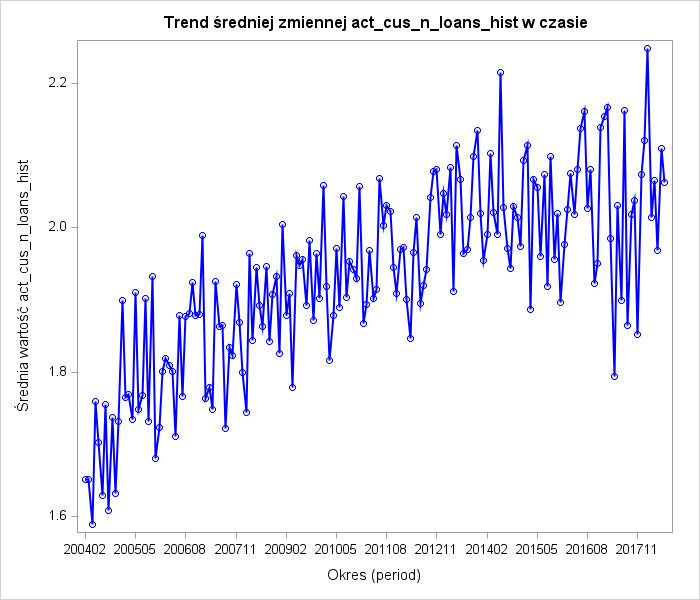 Trend średniej zmiennej act_cus_n_loans_hist w czasie
Średnia wartość act_cus_n_loans_hist
2.2
2.0
1.8
1.6
200402 200505 200608 200711 200902 201005 201108 201211 201402 201505 201608 201711
Okres (period)